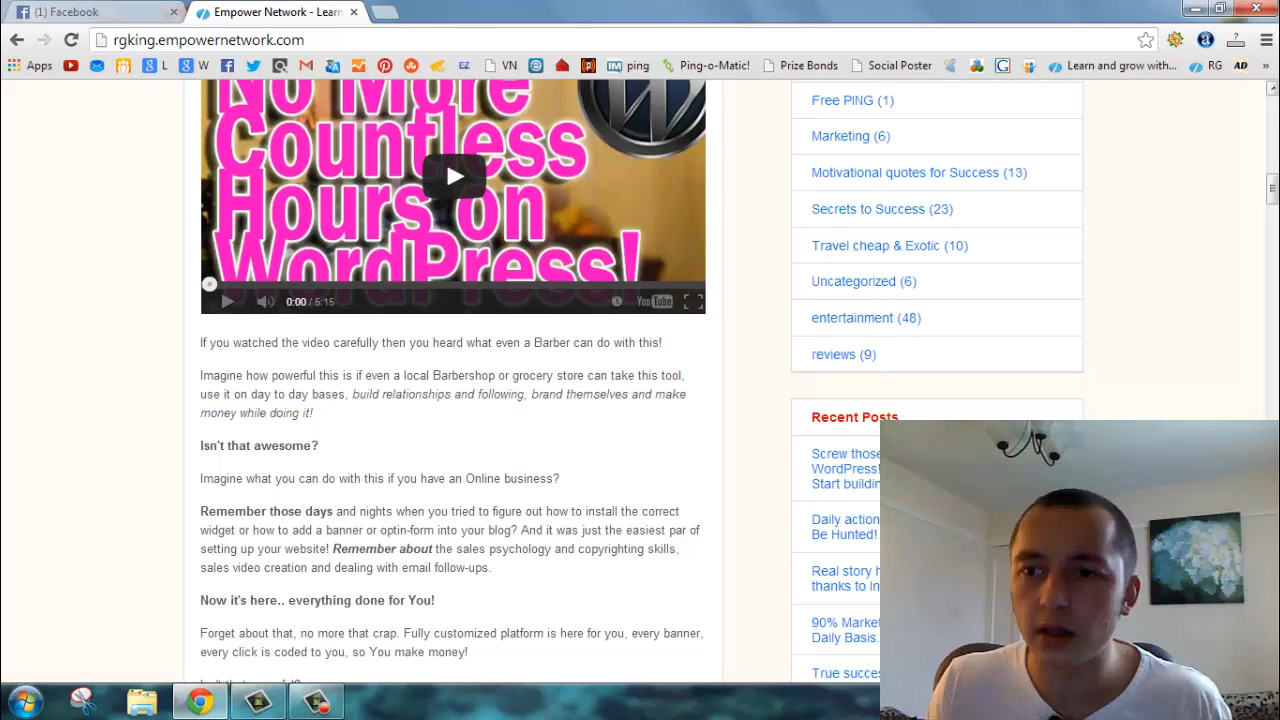 (1) Facebook
Empower Network - Learn
rgking.empowernetwork.com
Apps
L
W
ping
VN
Ping-o-Matic!
Prize Bonds
Social Poster
Learn and grow with...
RG
No More
Countless
Hours on
WordPress!
0:00 / 5:15
YouTube
If you watched the video carefully then you heard what even a Barber can do with this!
Imagine how powerful this is if even a local Barbershop or grocery store can take this tool,
use it on day to day bases, build relationships and following, brand themselves and make
money while doing it!
Isn't that awesome?
Imagine what you can do with this if you have an Online business?
Remember those days and nights when you tried to figure out how to install the correct
widget or how to add a banner or optin-form into your blog? And it was just the easiest par of
setting up your website! Remember about the sales psychology and copyrighting skills,
sales video creation and dealing with email follow-ups.
Now it's here.. everything done for You!
Forget about that, no more that crap. Fully customized platform is here for you, every banner,
every click is coded to you, so You make money!
Free PING (1)
Marketing (6)
Motivational quotes for Success (13)
Secrets to Success (23)
Travel cheap & Exotic (10)
Uncategorized (6)
entertainment (48)
reviews (9)
Recent Posts
Screw those
WordPress!
Start buildin
Daily action
Be Hunted!
Real story h
thanks to In
90% Market
Daily Basis.
True succes